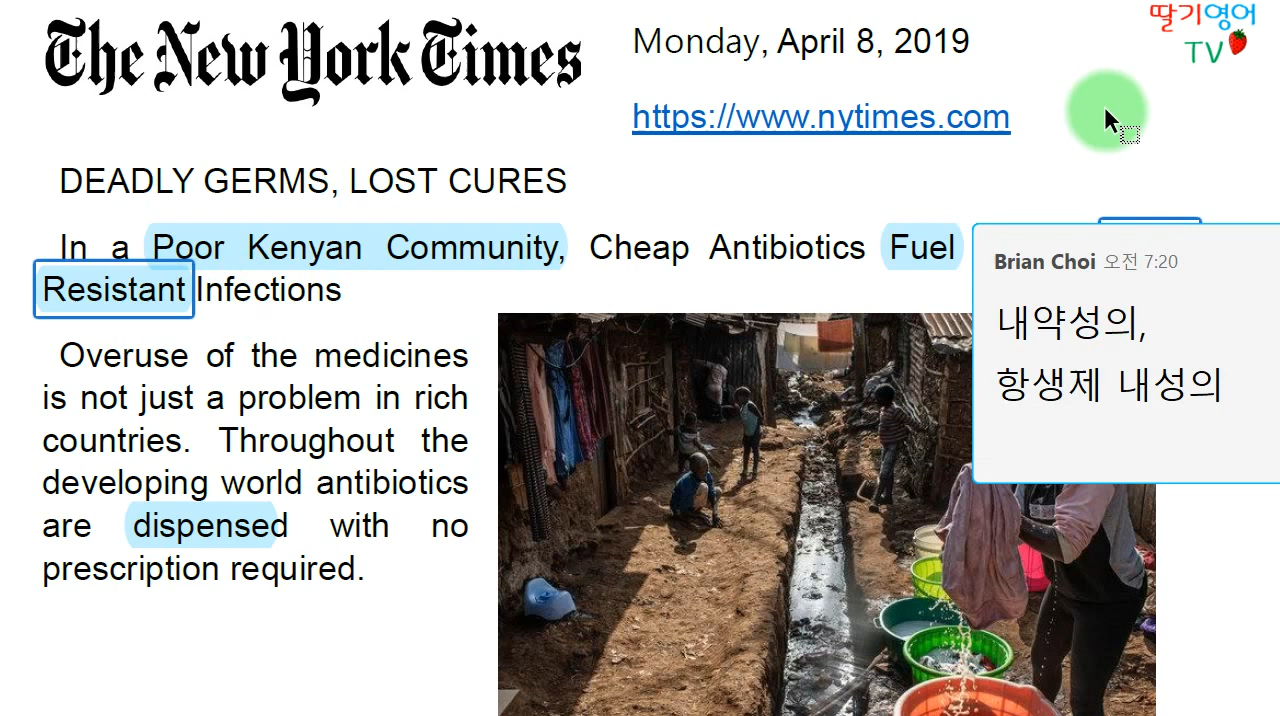 The New York Times
Monday, April 8, 2019
딸기영어
TV
https://www.nytimes.com
DEADLY GERMS, LOST CURES
In a Poor Kenyan Community, Cheap Antibiotics Fuel
Resistant Infections
Brian Choi 오전 7:20
내약성의,
항생제 내성의
Overuse of the medicines
is not just a problem in rich
countries. Throughout the
developing world antibiotics
are dispensed with no
prescription required.